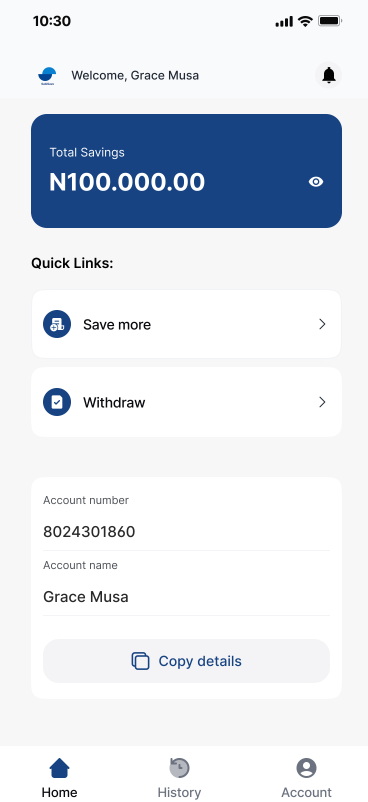 10:30
Welcome, Grace Musa
Total Savings
N100.000.00
Quick Links:
Save more
Withdraw
Account number
8024301860
Account name
Grace Musa
Copy details
Home
History
Account